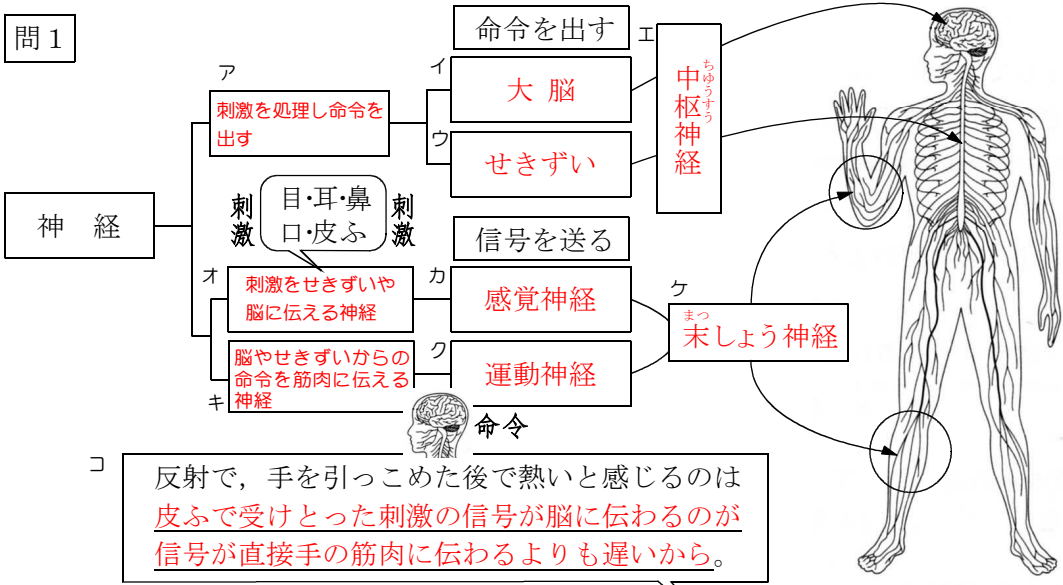 問1
命令を出す
ア
刺激を処理し命令を
出す
イ
大 脳
ウ
せきずい
エ
ちゅうすう
中枢神経
神 経
刺激
目・耳・鼻
口・皮ふ
刺激
信号を送る
オ
刺激をせきずいや
脳に伝える神経
カ
感覚神経
キ
脳やせきずいからの
命令を筋肉に伝える
神経
ク
運動神経
ケ
まつ
末しょう神経
命令
コ
反射で，手を引っこめた後で熱いと感じるのは
皮ふで受けとった刺激の信号が脳に伝わるのが
信号が直接手の筋肉に伝わるよりも遅いから。